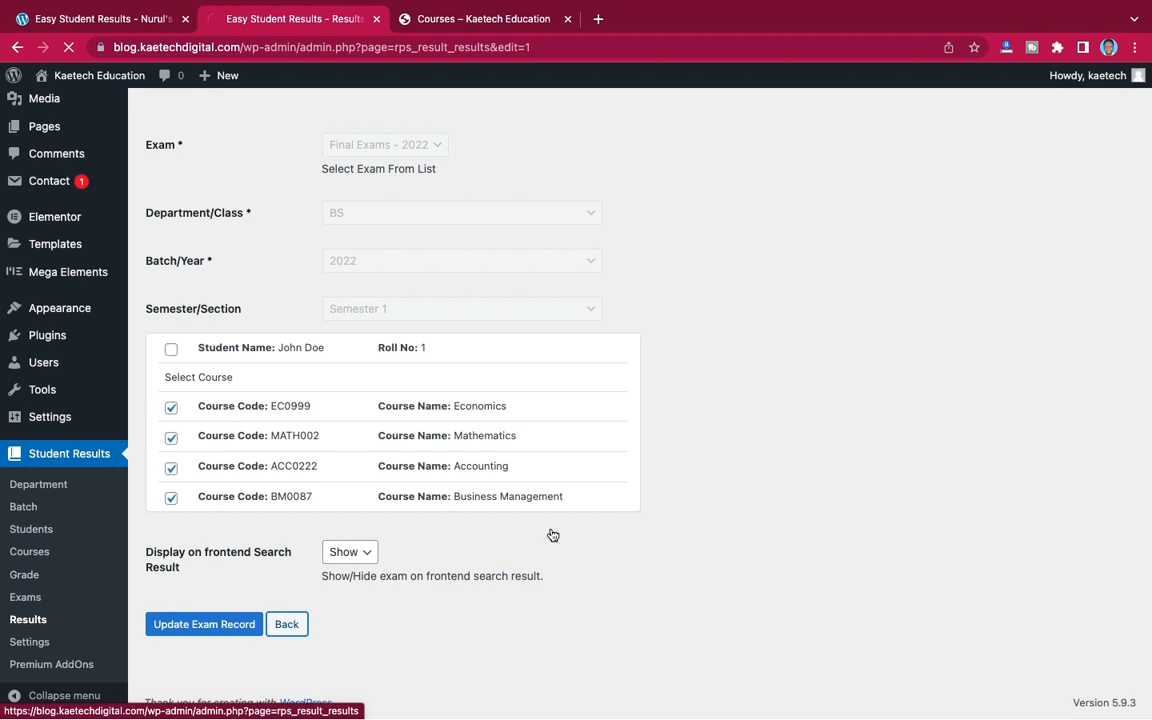 Easy Student Results - Nurul's
Easy Student Results - Results
Courses – Kaetech Education
blog.kaetechdigital.com/wp-admin/admin.php?page=rps_result_results&edit=1
Kaetech Education
0
New
Howdy, kaetech
Media
Pages
Comments
Contact 1
Elementor
Templates
Mega Elements
Appearance
Plugins
Users
Tools
Settings
Student Results
Department
Batch
Students
Courses
Grade
Exams
Results
Settings
Premium AddOns
Collapse menu
Exam *
Final Exams - 2022
Select Exam From List
Department/Class *
BS
Batch/Year *
2022
Semester/Section
Semester 1
Student Name: John Doe
Roll No: 1
Select Course
Course Code: EC0999
Course Name: Economics
Course Code: MATH002
Course Name: Mathematics
Course Code: ACC0222
Course Name: Accounting
Course Code: BM0087
Course Name: Business Management
Display on frontend Search
Result
Show
Show/Hide exam on frontend search result.
Update Exam Record
Back
Thank you for creating with WordPress
Version 5.9.3
https://blog.kaetechdigital.com/wp-admin/admin.php?page=rps_result_results